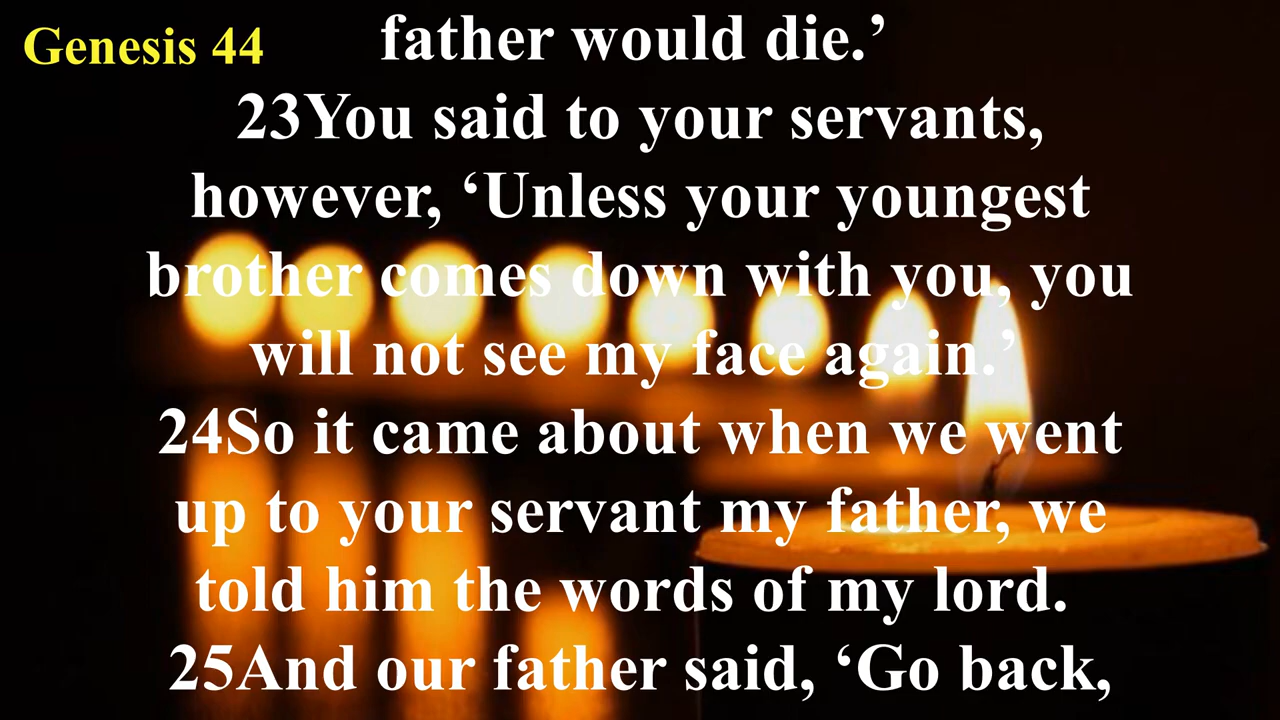 Genesis 44
father would die.’
23You said to your servants,
however, ‘Unless your youngest
brother comes down with you, you
will not see my face again.’
24So it came about when we went
up to your servant my father, we
told him the words of my lord.
25And our father said, ‘Go back,